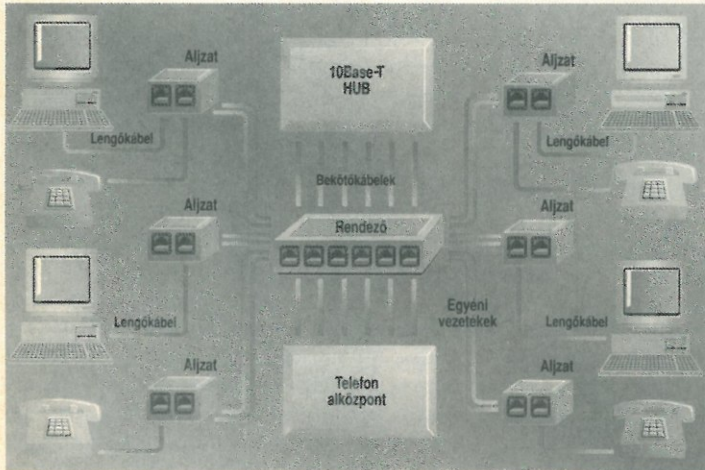 Aljzat
10Base-T
HUB
Aljzat
Lengőkábel
Lengőkábel
Bekötőkábelek
Aljzat
Rendező
Aljzat
Lengőkábel
Egyéni
vezetékek
Lengőkábel
Aljzat
Telefon
alközpont
Aljzat